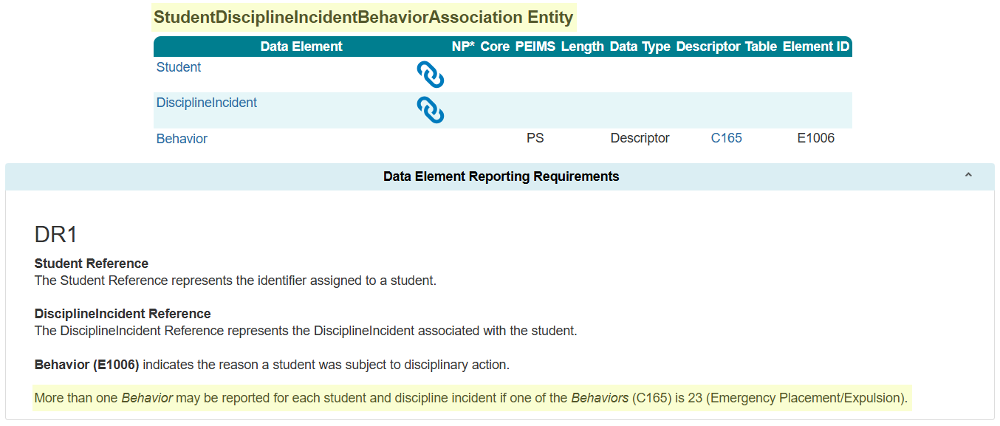 StudentDisciplineIncidentBehaviorAssociation Entity
Data Element NP* Core PEIMS Length Data Type Descriptor Table Element ID
Student
DisciplineIncident
Behavior PS Descriptor C165 E1006
Data Element Reporting Requirements
DR1
Student Reference
The Student Reference represents the identifier assigned to a student.
DisciplineIncident Reference
The DisciplineIncident Reference represents the DisciplineIncident associated with the student.
Behavior (E1006) indicates the reason a student was subject to disciplinary action.
More than one Behavior may be reported for each student and discipline incident if one of the Behaviors (C165) is 23 (Emergency Placement/Expulsion).